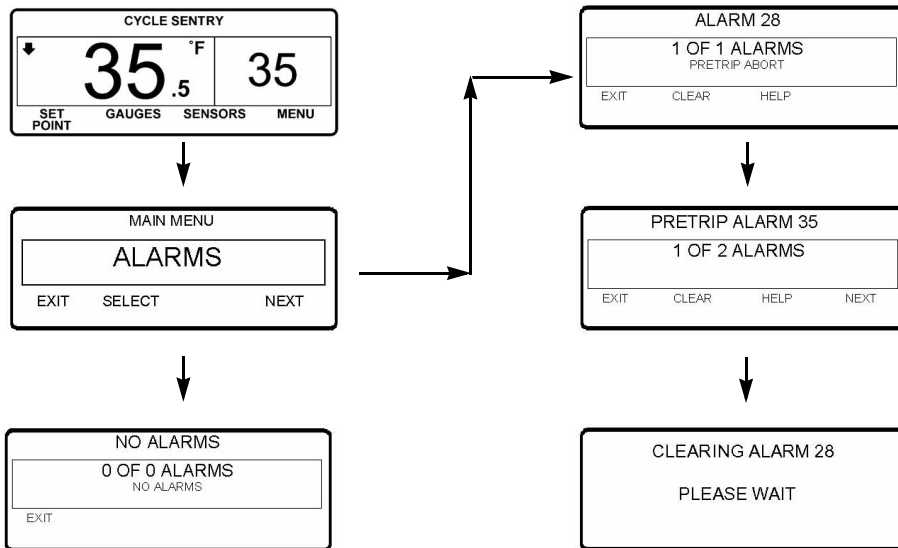 CYCLE SENTRY
35.5 °F 35
SET POINT GAUGES SENSORS MENU
MAIN MENU
ALARMS
EXIT SELECT NEXT
NO ALARMS
0 OF 0 ALARMS
NO ALARMS
EXIT
ALARM 28
1 OF 1 ALARMS
PRETRIP ABORT
EXIT CLEAR HELP
PRETRIP ALARM 35
1 OF 2 ALARMS
EXIT CLEAR HELP NEXT
CLEARING ALARM 28
PLEASE WAIT